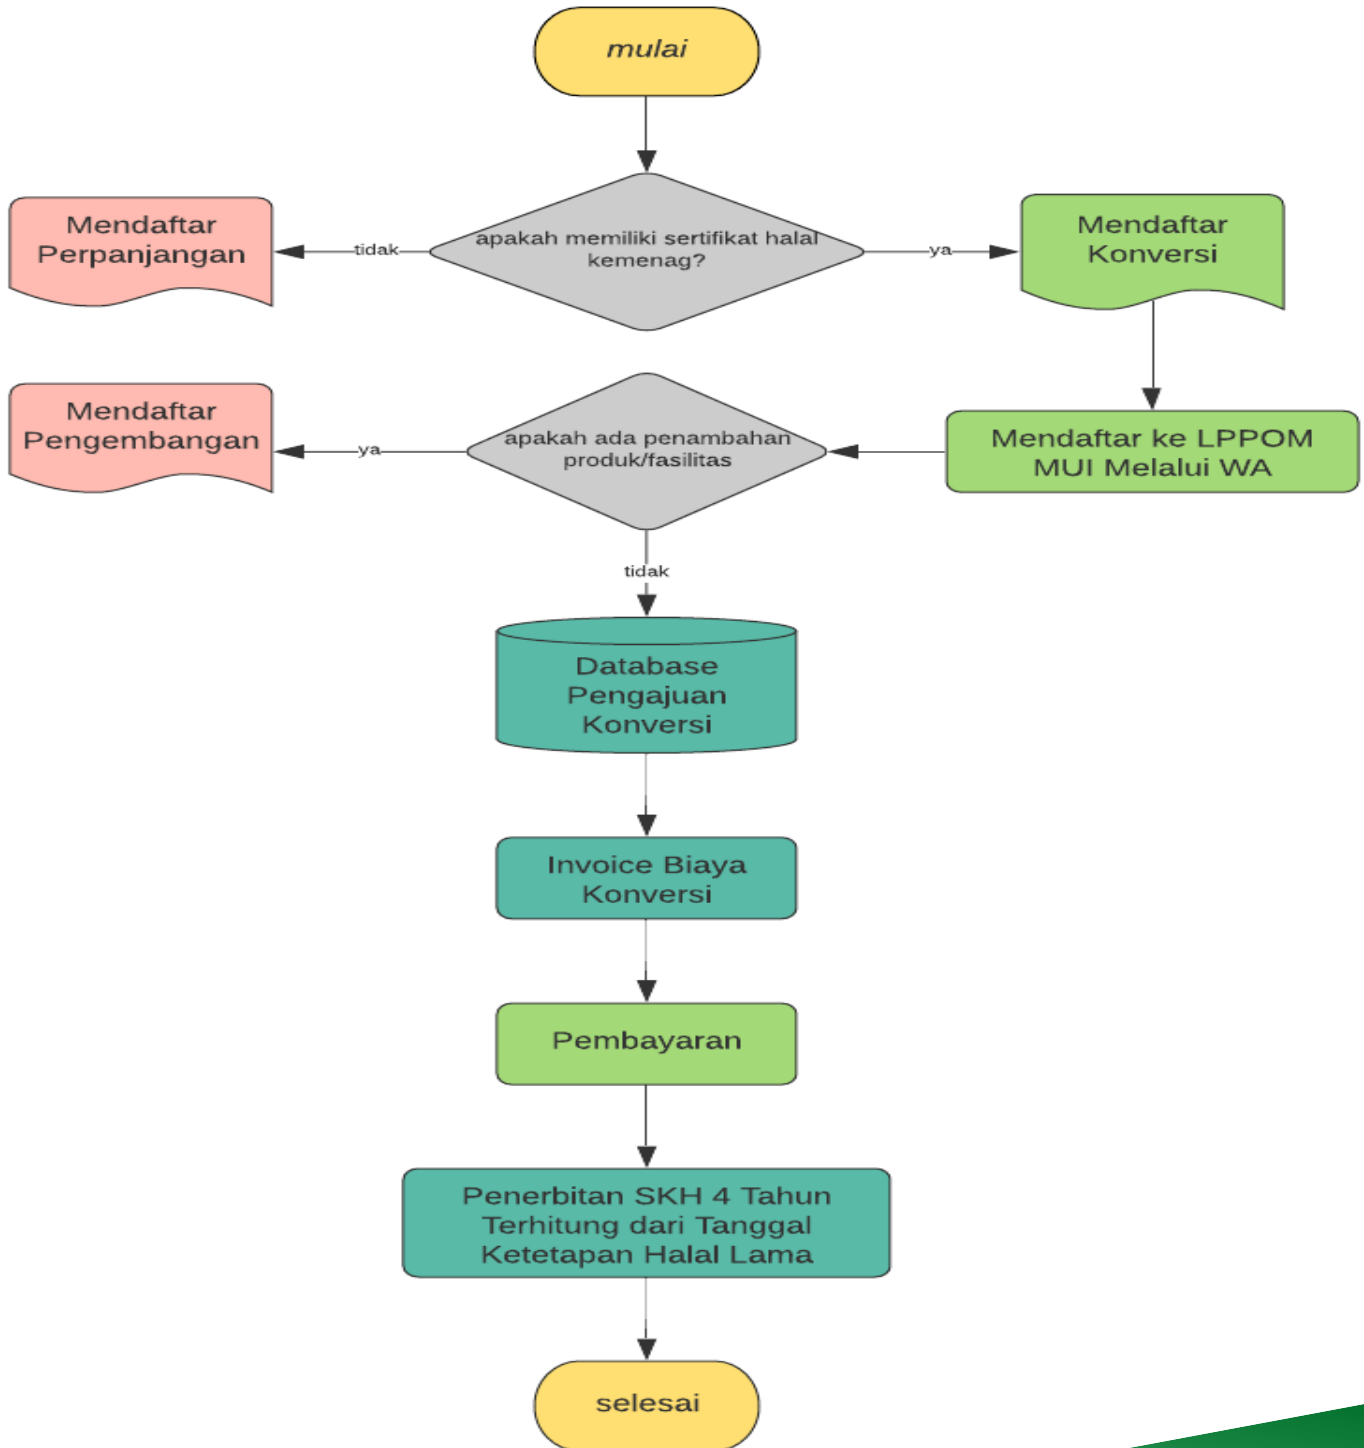 mulai
apakah memiliki sertifikat halal
kemenag?
tidak
Mendaftar
Perpanjangan
ya
Mendaftar
Konversi
Mendaftar ke LPPOM
MUI Melalui WA
apakah ada penambahan
produk/fasilitas
ya
Mendaftar
Pengembangan
tidak
Database
Pengajuan
Konversi
Invoice Biaya
Konversi
Pembayaran
Penerbitan SKH 4 Tahun
Terhitung dari Tanggal
Ketetapan Halal Lama
selesai